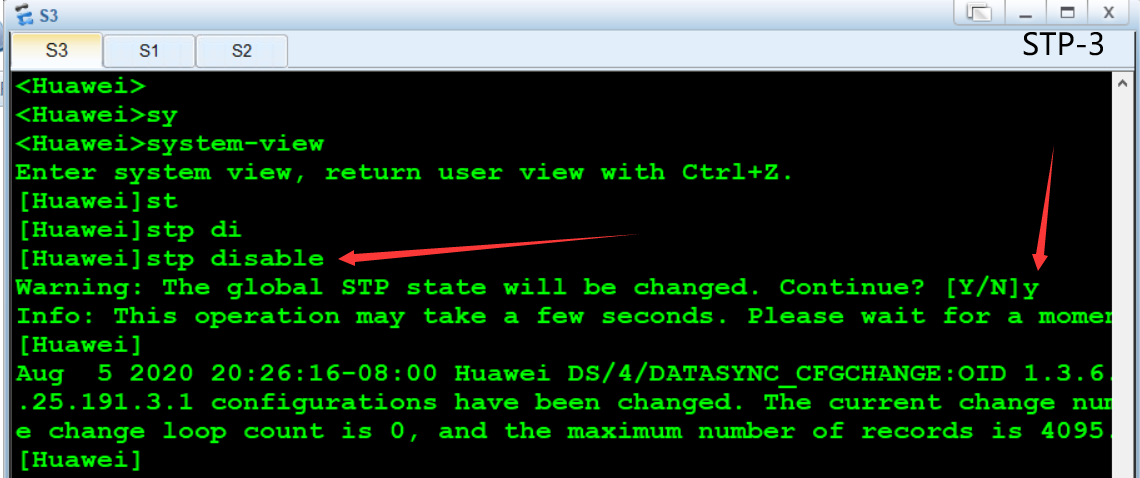 S3
S3 S1 S2
STP-3
<Huawei>
<Huawei>sy
<Huawei>system-view
Enter system view, return user view with Ctrl+Z.
[Huawei]st
[Huawei]stp di
[Huawei]stp disable
Warning: The global STP state will be changed. Continue? [Y/N]y
Info: This operation may take a few seconds. Please wait for a momen
[Huawei]
Aug  5 2020 20:26:16-08:00 Huawei DS/4/DATASYNC_CFGCHANGE:OID 1.3.6.
.25.191.3.1 configurations have been changed. The current change num
e change loop count is 0, and the maximum number of records is 4095.
[Huawei]